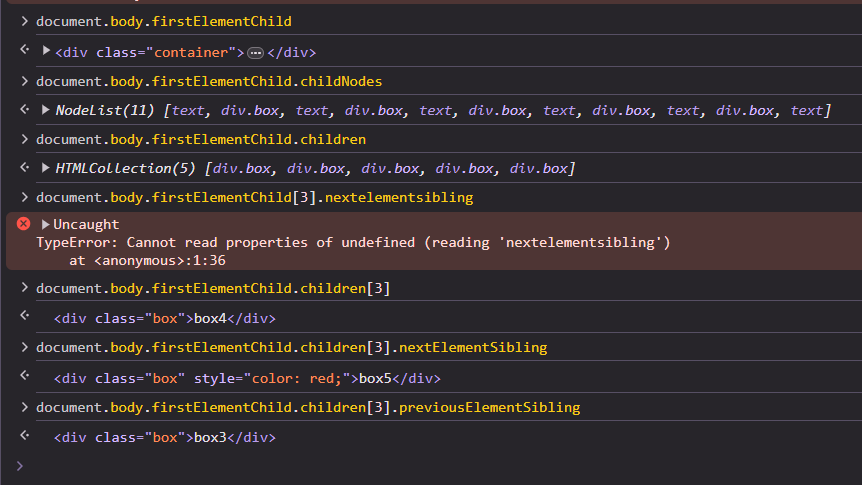 > document.body.firstElementChild
<div class="container">…</div>
> document.body.firstElementChild.childNodes
NodeList(11) [text, div.box, text, div.box, text, div.box, text, div.box, text, div.box, text]
> document.body.firstElementChild.children
HTMLCollection(5) [div.box, div.box, div.box, div.box, div.box]
> document.body.firstElementChild[3].nextelementsibling
Uncaught
TypeError: Cannot read properties of undefined (reading 'nextelementsibling')
    at <anonymous>:1:36
> document.body.firstElementChild.children[3]
<div class="box">box4</div>
> document.body.firstElementChild.children[3].nextElementSibling
<div class="box" style="color: red;">box5</div>
> document.body.firstElementChild.children[3].previousElementSibling
<div class="box">box3</div>
>